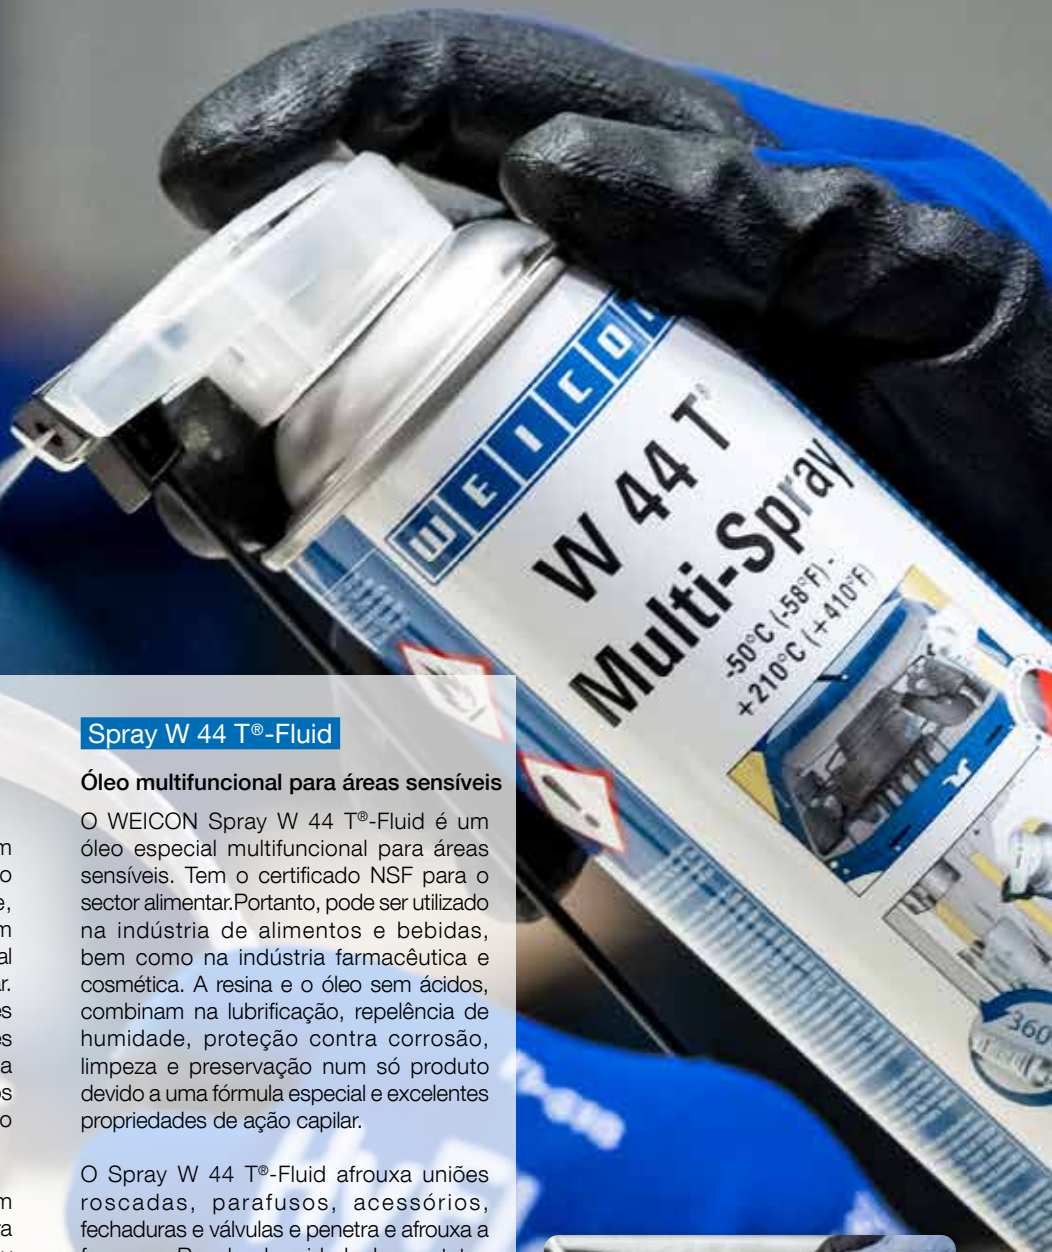 WEICO
W 44 T®
Multi-Spray
-50°C (-58°F) -
+210°C (+410°F)
360
Spray W 44 T®-Fluid
Óleo multifuncional para áreas sensíveis
O WEICON Spray W 44 T®-Fluid é um
óleo especial multifuncional para áreas
sensíveis. Tem o certificado NSF para o
sector alimentar.Portanto, pode ser utilizado
na indústria de alimentos e bebidas,
bem como na indústria farmacêutica e
cosmética. A resina e o óleo sem ácidos,
combinam na lubrificação, repelência de
humidade, proteção contra corrosão,
limpeza e preservação num só produto
devido a uma fórmula especial e excelentes
propriedades de ação capilar.
O Spray W 44 T®-Fluid afrouxa uniões
roscadas, parafusos, acessórios,
fechaduras e válvulas e penetra e afrouxa a